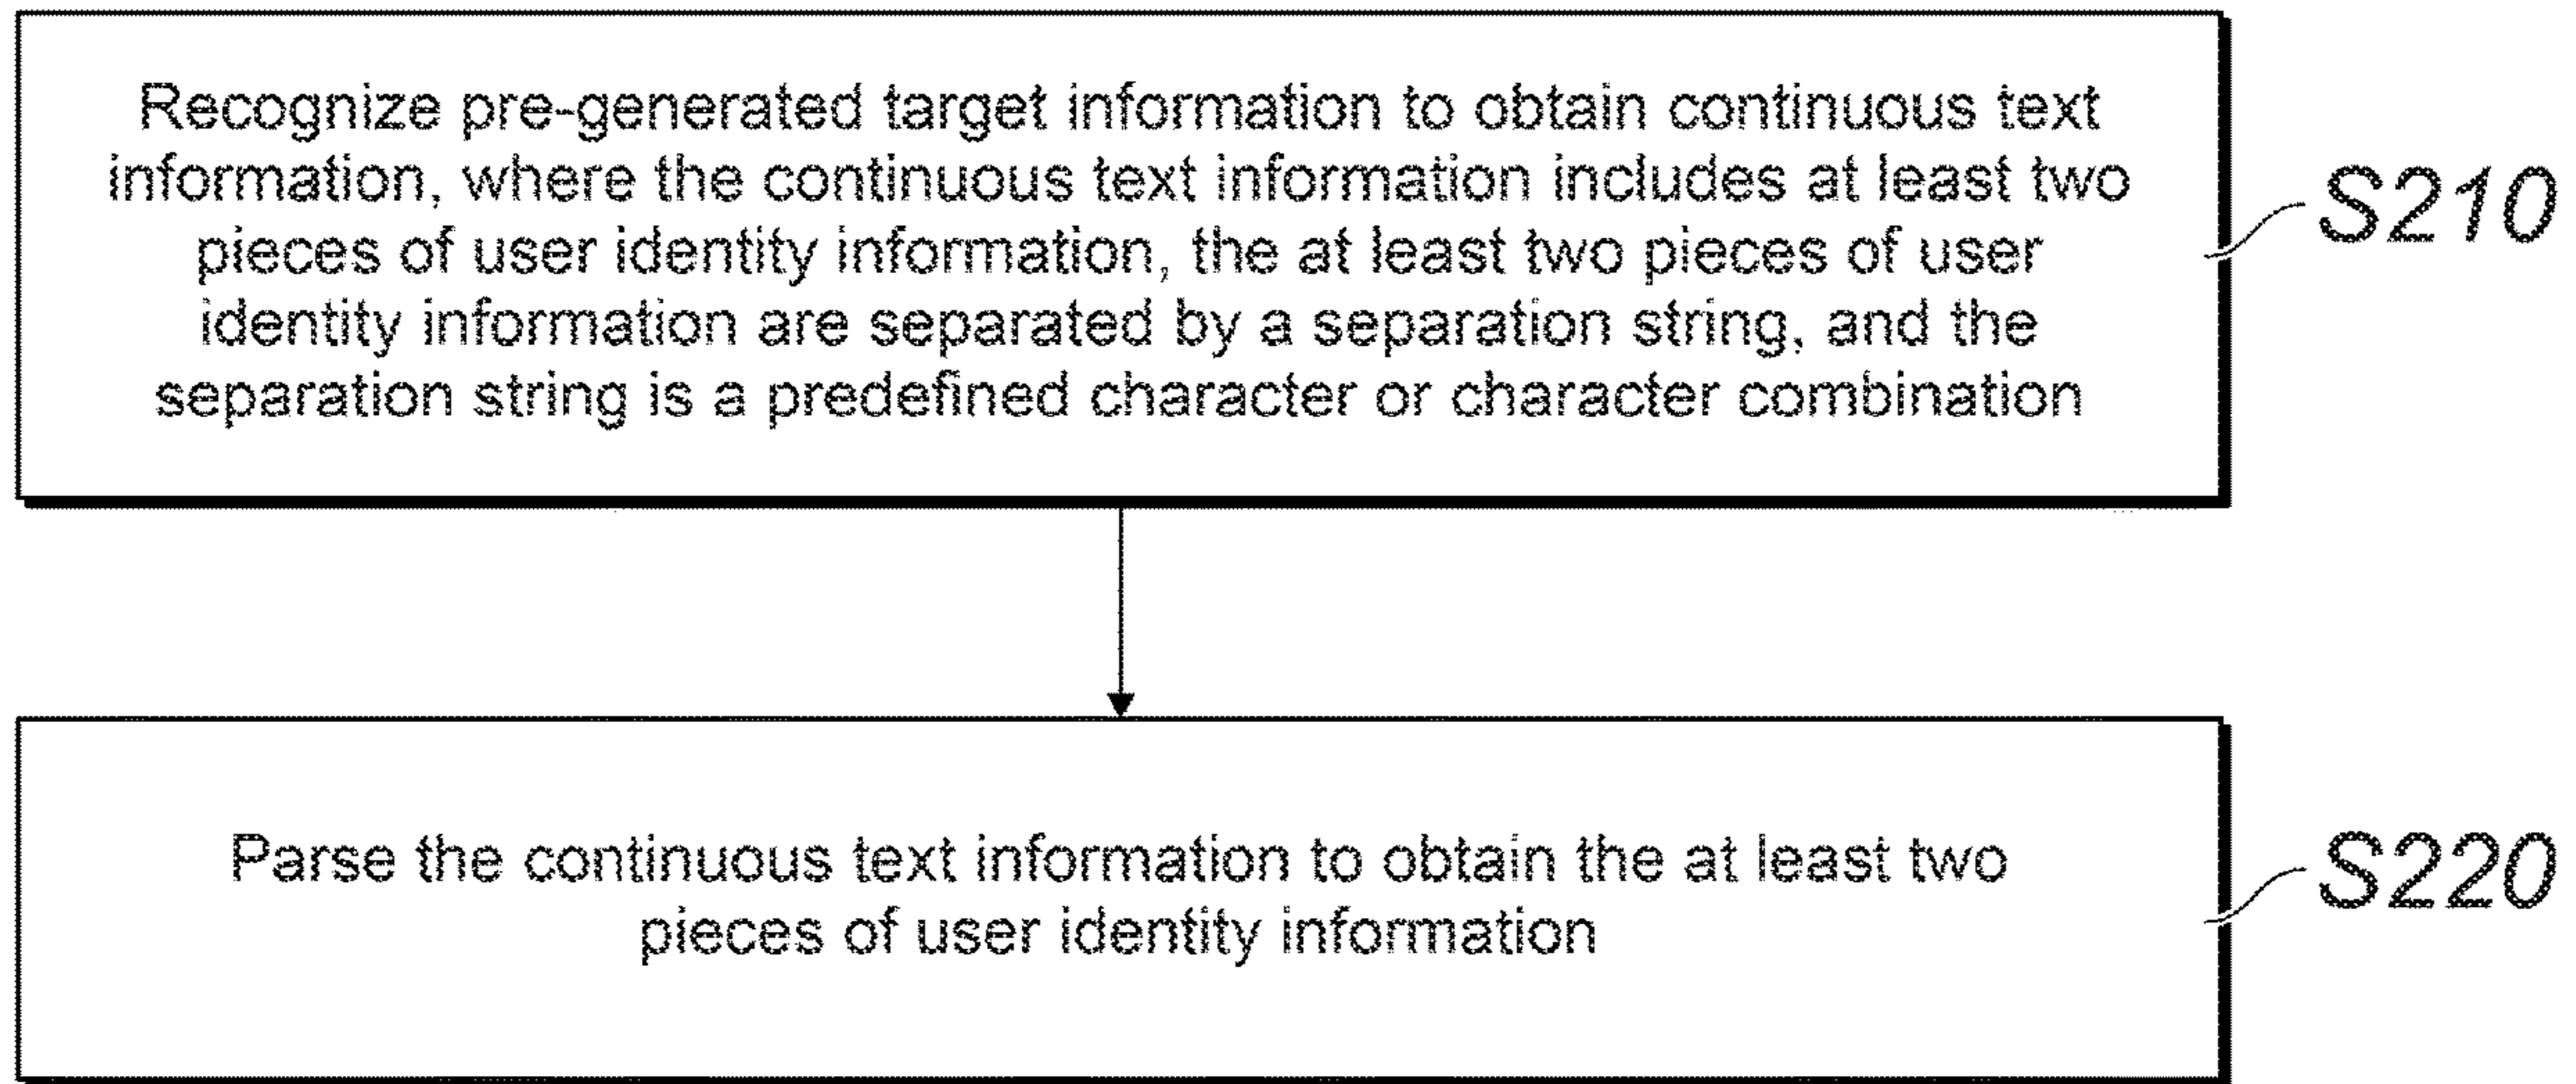 Recognize pre-generated target information to obtain continuous text
information, where the continuous text information includes at least two
pieces of user identity information, the at least two pieces of user
identity information are separated by a separation string, and the
separation string is a predefined character or character combination
S210
Parse the continuous text information to obtain the at least two
pieces of user identity information
S220